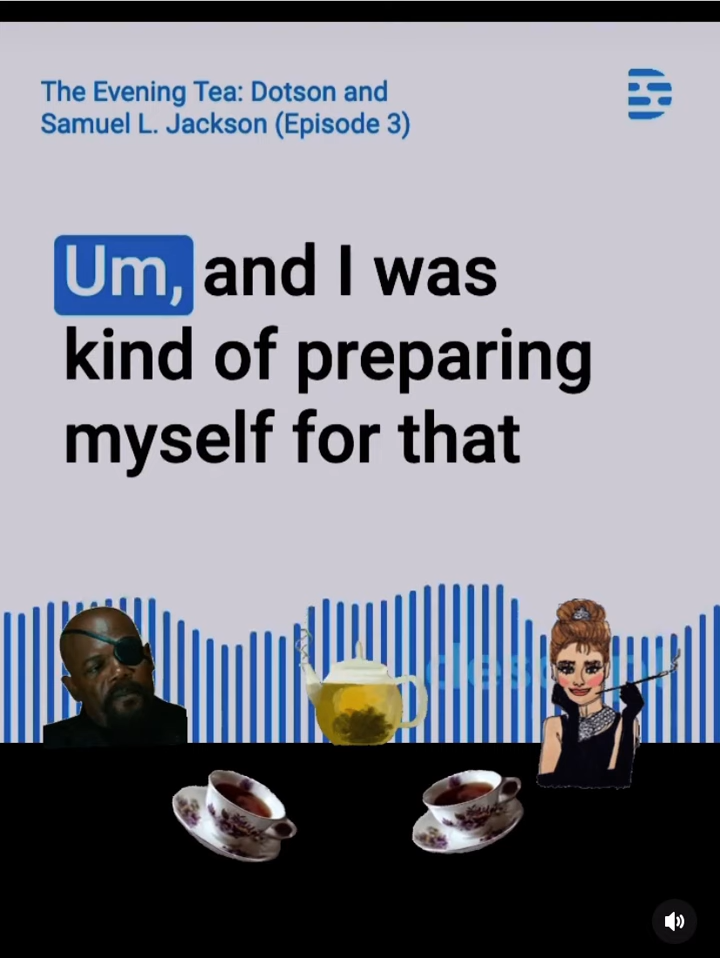 The Evening Tea: Dotson and
Samuel L. Jackson (Episode 3)
Um, and I was
kind of preparing
myself for that